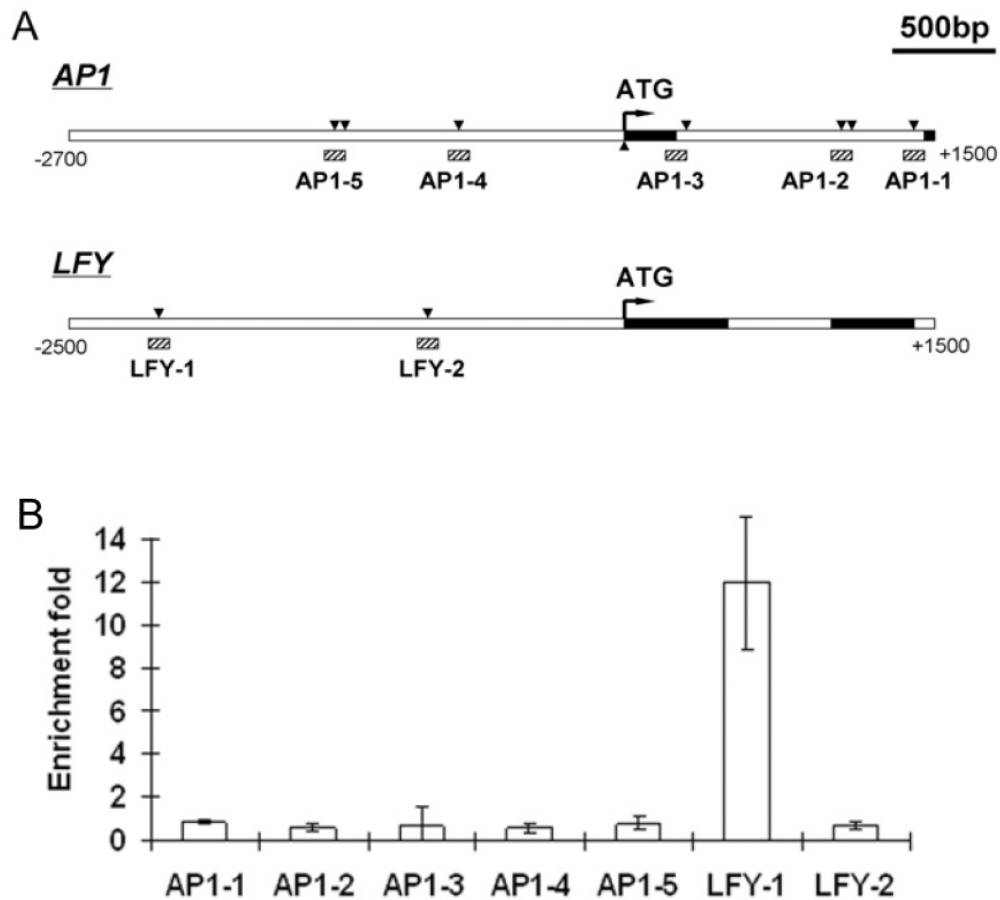 A
500bp
AP1
ATG
-2700
+1500
AP1-5 AP1-4 AP1-3 AP1-2 AP1-1
LFY
ATG
-2500
+1500
LFY-1 LFY-2
B
Enrichment fold
14
12
10
8
6
4
2
0
AP1-1 AP1-2 AP1-3 AP1-4 AP1-5 LFY-1 LFY-2